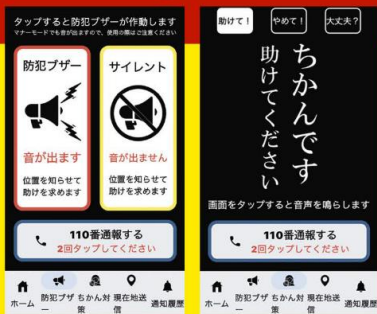 タップすると防犯ブザーが作動します
マナーモードでも音が出ますので、使用の際はご注意ください
防犯ブザー
音が出ます
位置を知らせて
助けを求めます
サイレント
音が出ません
位置を知らせて
助けを求めます
110番通報する
2回タップしてください
ホーム
防犯ブザ
ー
ちかん対
策
現在地送
信
通知履歴
助けて!
やめて!
大丈夫?
ちかんです
助けてください
画面をタップすると音声を鳴らします
110番通報する
2回タップしてください
ホーム
防犯ブザ
ー
ちかん対
策
現在地送
信
通知履歴